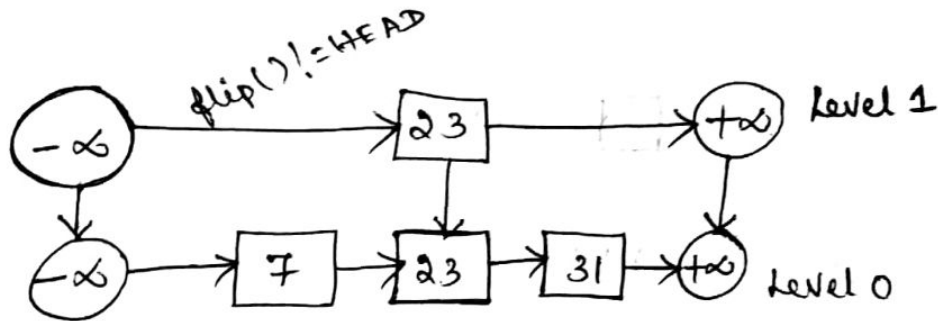 flip()!=HEAD
-∞ 23 +∞ Level 1
-∞ 7 23 31 +∞ Level 0